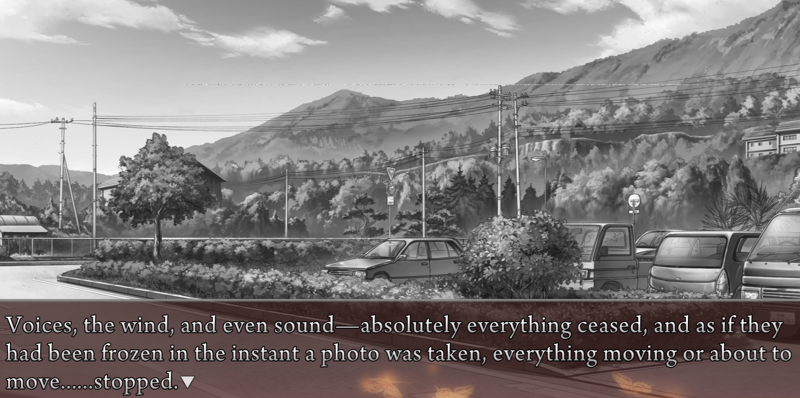 Voices, the wind, and even sound—absolutely everything ceased, and as if they
had been frozen in the instant a photo was taken, everything moving or about to
move......stopped.▼